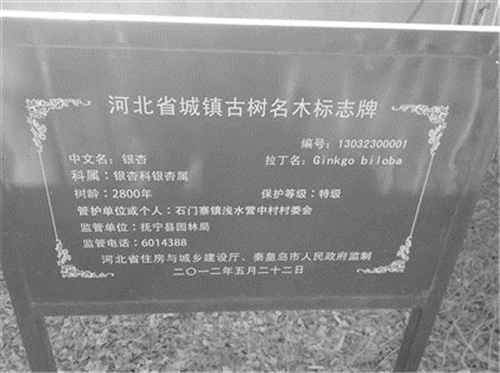 河北省城镇古树名木标志牌
编号：13032300001
中文名：银杏 拉丁名：Ginkgo biloba
科属：银杏科银杏属
树龄：2800年 保护等级：特级
管护单位或个人：石门寨镇浅水营中村村委会
监管单位：抚宁县园林局
监管电话：6014388
河北省住房与城乡建设厅、秦皇岛市人民政府监制
二〇一二年五月二十二日